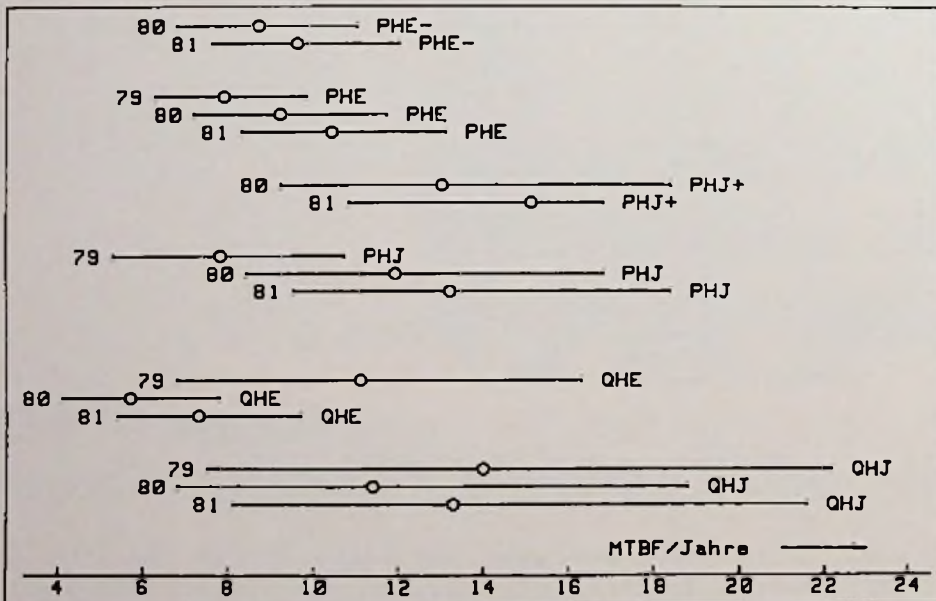 80 PHE-
81 PHE-
79 PHE
80 PHE
81 PHE
80 PHJ+
81 PHJ+
79 PHJ
80 PHJ
81 PHJ
79 QHE
80 QHE
81 QHE
79 QHJ
80 QHJ
81 QHJ
MTBF/Jahre
4 6 8 10 12 14 16 18 20 22 24